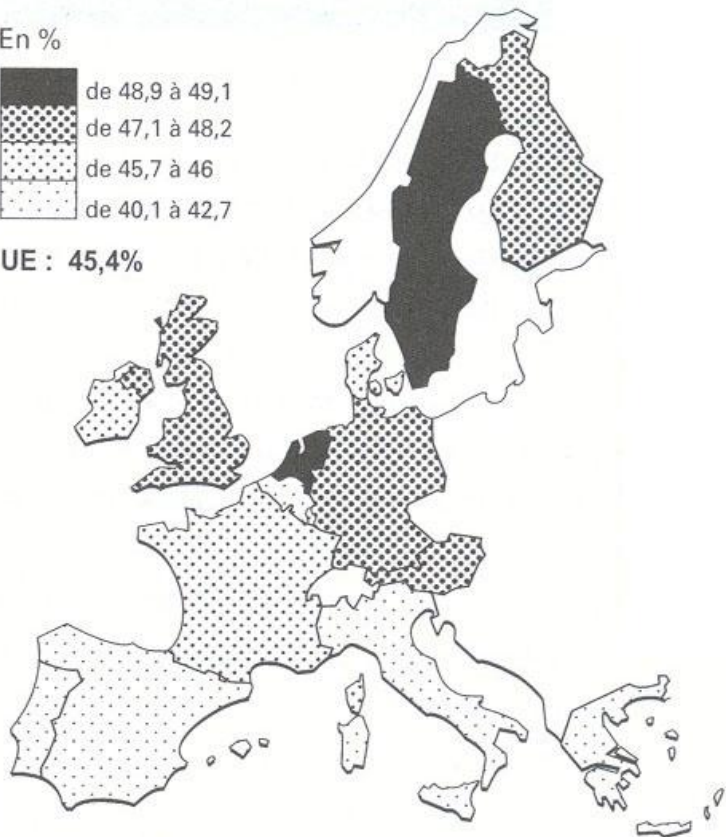 En %
de 48,9 à 49,1
de 47,1 à 48,2
de 45,7 à 46
de 40,1 à 42,7
UE : 45,4%